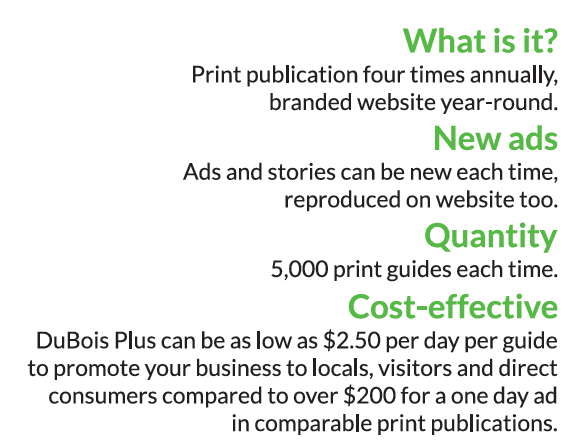 What is it?
Print publication four times annually,
branded website year-round.
New ads
Ads and stories can be new each time,
reproduced on website too.
Quantity
5,000 print guides each time.
Cost-effective
DuBois Plus can be as low as $2.50 per day per guide
to promote your business to locals, visitors and direct
consumers compared to over $200 for a one day ad
in comparable print publications.